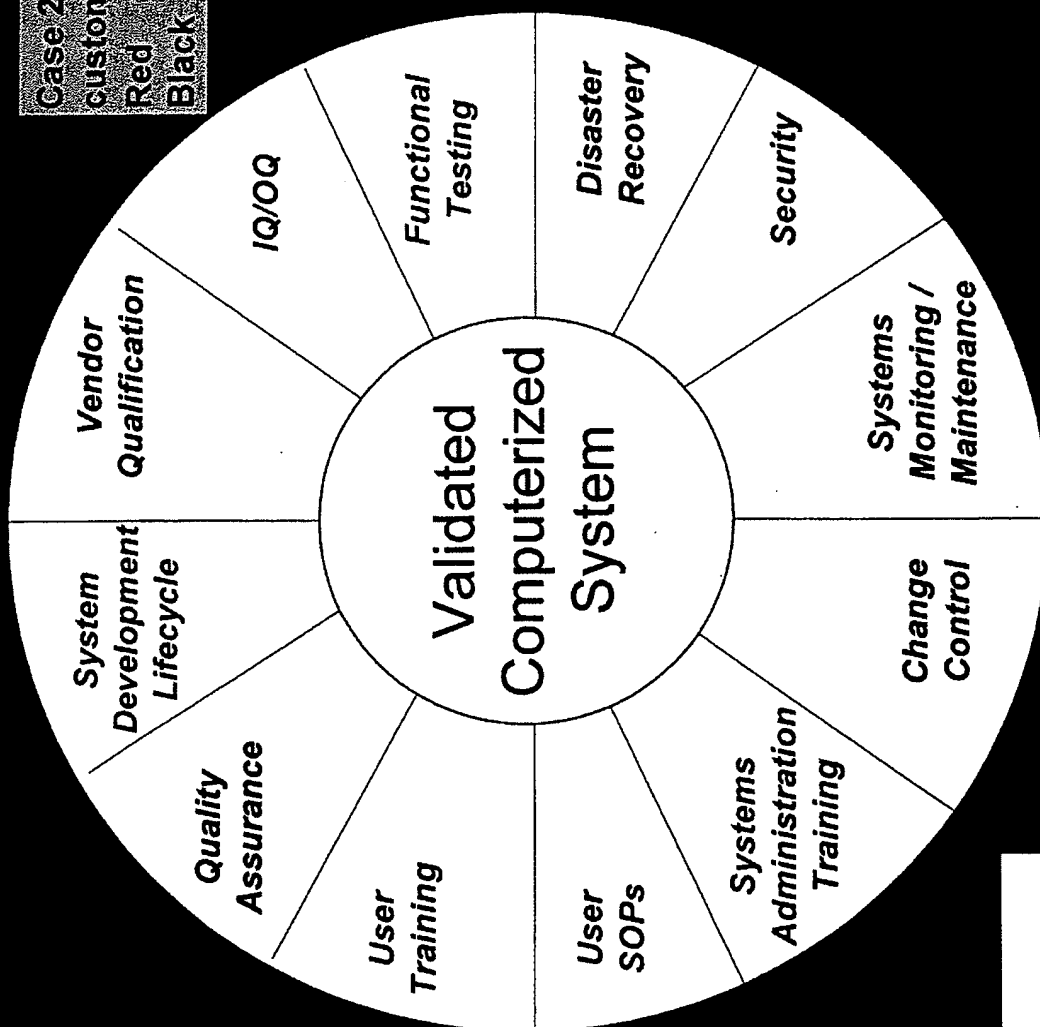 Case 2
Red
Black
Validated
Computerized
System
Functional
Testing
Disaster
Recovery
Security
Systems
Monitoring /
Maintenance
Change
Control
Systems
Administration
Training
User
SOPs
User
Training
Quality
Assurance
System
Development
Lifecycle
Vendor
Qualification
IQ/OQ